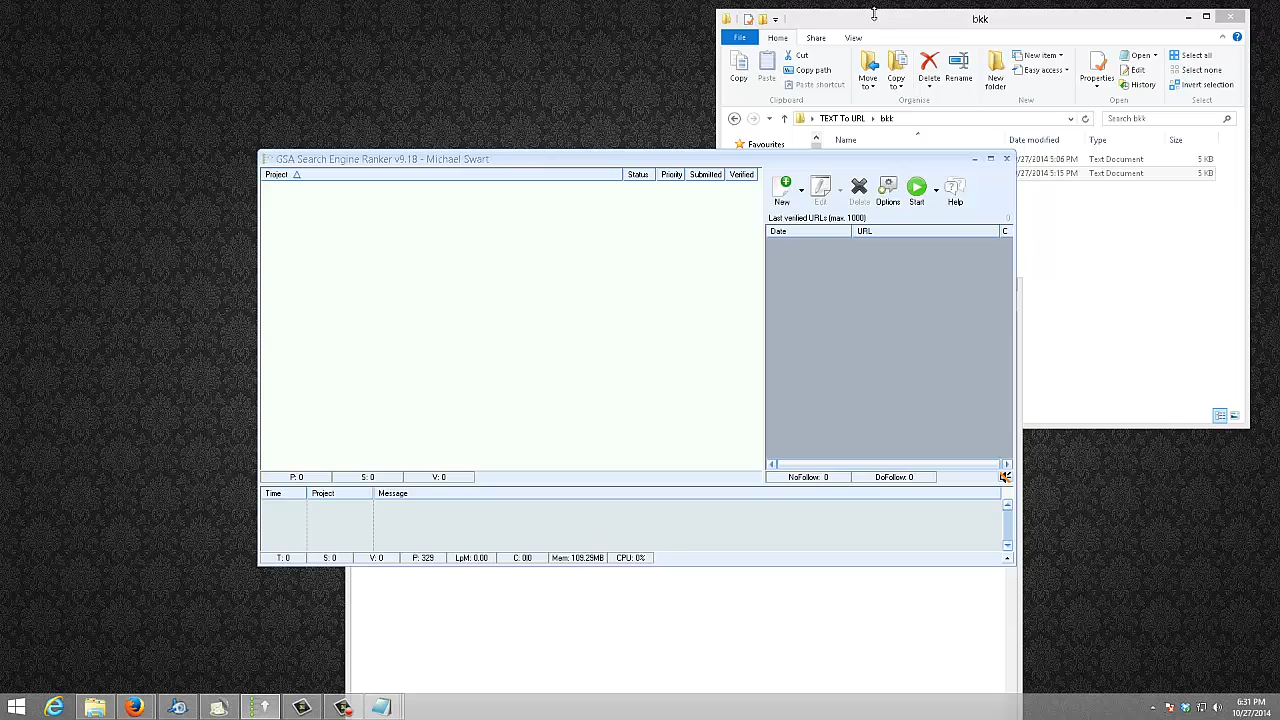 bkk
File Home Share View
Copy Paste Cut Copy path Paste shortcut
Move to Copy to Delete Rename New folder New item Easy access Properties Open Edit History Select all Select none Invert selection
Clipboard Organise New Open Select
TEXT To URL bkk Search bkk
Favourites Name Date modified Type Size
/27/2014 5:06 PM Text Document 5 KB
/27/2014 5:15 PM Text Document 5 KB
GSA Search Engine Ranker v9.18 - Michael Swart
Project Status Priority Submitted Verified
New Edit Delete Options Start Help
Last verified URLs (max. 1000) 0
Date URL C
P: 0 S: 0 V: 0 NoFollow: 0 DoFollow: 0
Time Project Message
T: 0 S: 0 V: 0 P: 329 LpM: 0.00 C: 0|0 Mem: 109.29MB CPU: 0%
6:31 PM
10/27/2014